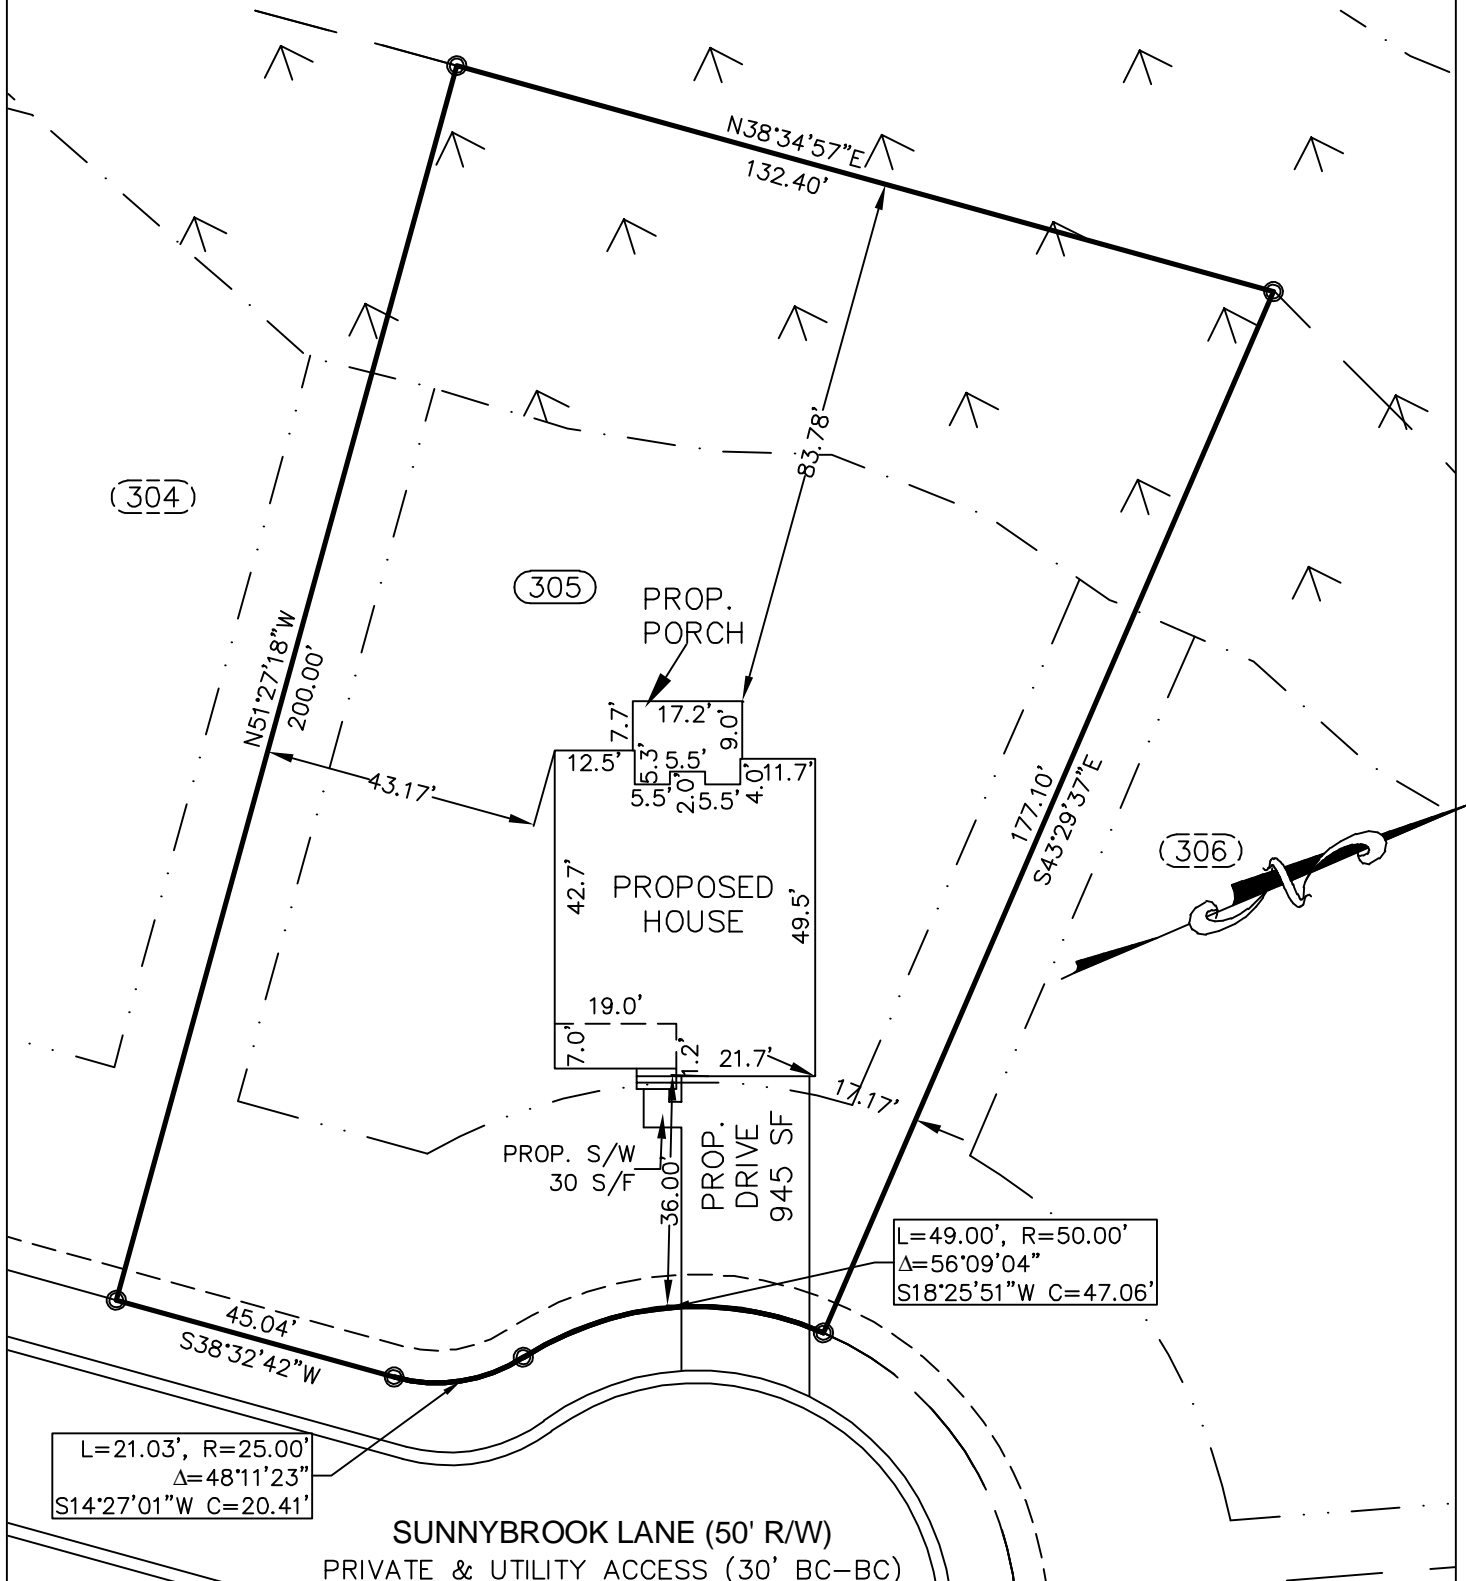 N38°34'57"E
132.40'
83.78'
304
305
PROP.
PORCH
N51°27'18"W
200.00'
43.17'
7.7'
17.2'
9.0'
12.5'
5.3'
5.5'
5.5'
2.0'
5.5'
4.0'
11.7'
177.10'
S43°29'37"E
306
42.7'
PROPOSED
HOUSE
49.5'
19.0'
7.0'
1.2'
21.7'
17.17'
PROP. S/W
30 S/F
36.00'
PROP.
DRIVE
945 SF
L=49.00', R=50.00'
Δ=56°09'04"
S18°25'51"W C=47.06'
45.04'
S38°32'42"W
L=21.03', R=25.00'
Δ=48°11'23"
S14°27'01"W C=20.41'
SUNNYBROOK LANE (50' R/W)
PRIVATE & UTILITY ACCESS (30' BC-BC)
N